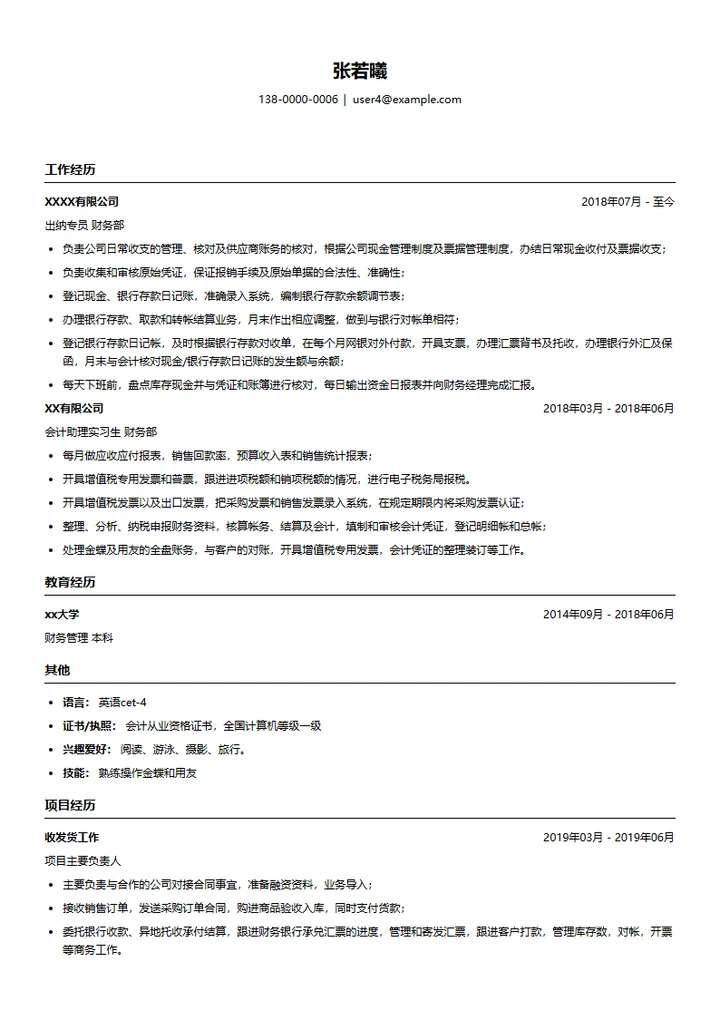 张若曦
138-0000-0006 | user4@example.com
工作经历
XXXX有限公司 2018年07月 - 至今
出纳专员 财务部
• 负责公司日常收支的管理、核对及供应商账务的核对，根据公司现金管理制度及票据管理制度，办结日常现金收付及票据收支；
• 负责收集和审核原始凭证，保证报销手续及原始单据的合法性、准确性；
• 登记现金、银行存款日记账，准确录入系统，编制银行存款余额调节表；
• 办理银行存款、取款和转帐结算业务，月末作出相应调整，做到与银行对帐单相符；
• 登记银行存款日记帐，及时根据银行存款对收单，在每个月网银对外付款，开具支票，办理汇票背书及托收，办理银行外汇及保
函，月末与会计核对现金/银行存款日记账的发生额与余额；
• 每天下班前，盘点库存现金并与凭证和账簿进行核对，每日输出资金日报表并向财务经理完成汇报。
XX有限公司 2018年03月 - 2018年06月
会计助理实习生 财务部
• 每月做应收应付报表，销售回款率，预算收入表和销售统计报表；
• 开具增值税专用发票和普票，跟进进项税额和销项税额的情况，进行电子税务局报税。
• 开具增值税发票以及出口发票，把采购发票和销售发票录入系统，在规定期限内将采购发票认证；
• 整理、分析、纳税申报财务资料，核算帐务、结算及会计，填制和审核会计凭证，登记明细帐和总帐；
• 处理金蝶及用友的全盘账务，与客户的对账，开具增值税专用发票，会计凭证的整理装订等工作。
教育经历
xx大学 2014年09月 - 2018年06月
财务管理 本科
其他
• 语言： 英语cet-4
• 证书/执照： 会计从业资格证书，全国计算机等级一级
• 兴趣爱好： 阅读、游泳、摄影、旅行。
• 技能： 熟练操作金蝶和用友
项目经历
收发货工作 2019年03月 - 2019年06月
项目主要负责人
• 主要负责与合作的公司对接合同事宜，准备融资资料，业务导入；
• 接收销售订单，发送采购订单合同，购进商品验收入库，同时支付货款；
• 委托银行收款、异地托收承付结算，跟进财务银行承兑汇票的进度，管理和寄发汇票，跟进客户打款，管理库存数，对帐，开票
等商务工作。